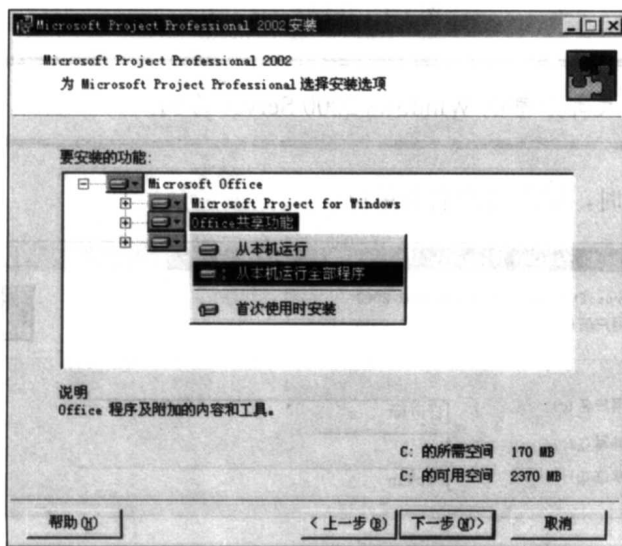 Microsoft Project Professional 2002安装
Microsoft Project Professional 2002
为 Microsoft Project Professional 选择安装选项
要安装的功能:
Microsoft Office
Microsoft Project for Windows
Office共享功能
从本机运行
从本机运行全部程序
首次使用时安装
说明
Office 程序及附加的内容和工具。
C: 的所需空间 170 MB
C: 的可用空间 2370 MB
帮助(H)
<上一步(B)
下一步(N)>
取消